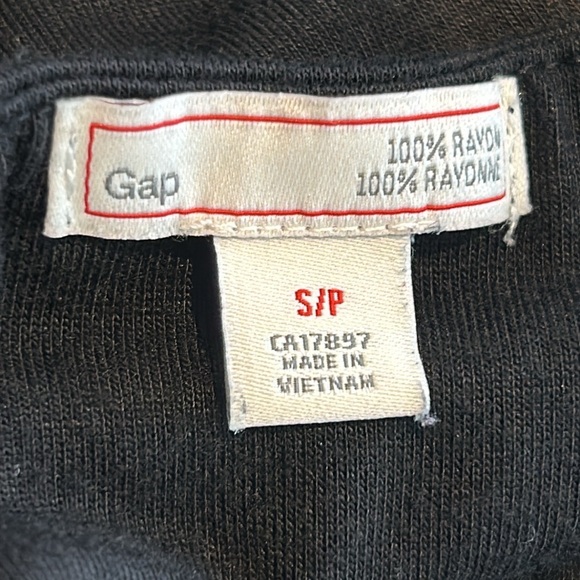 Gap
100% RAYON
100% RAYONNE
S/P
CA17897
MADE IN
VIETNAM